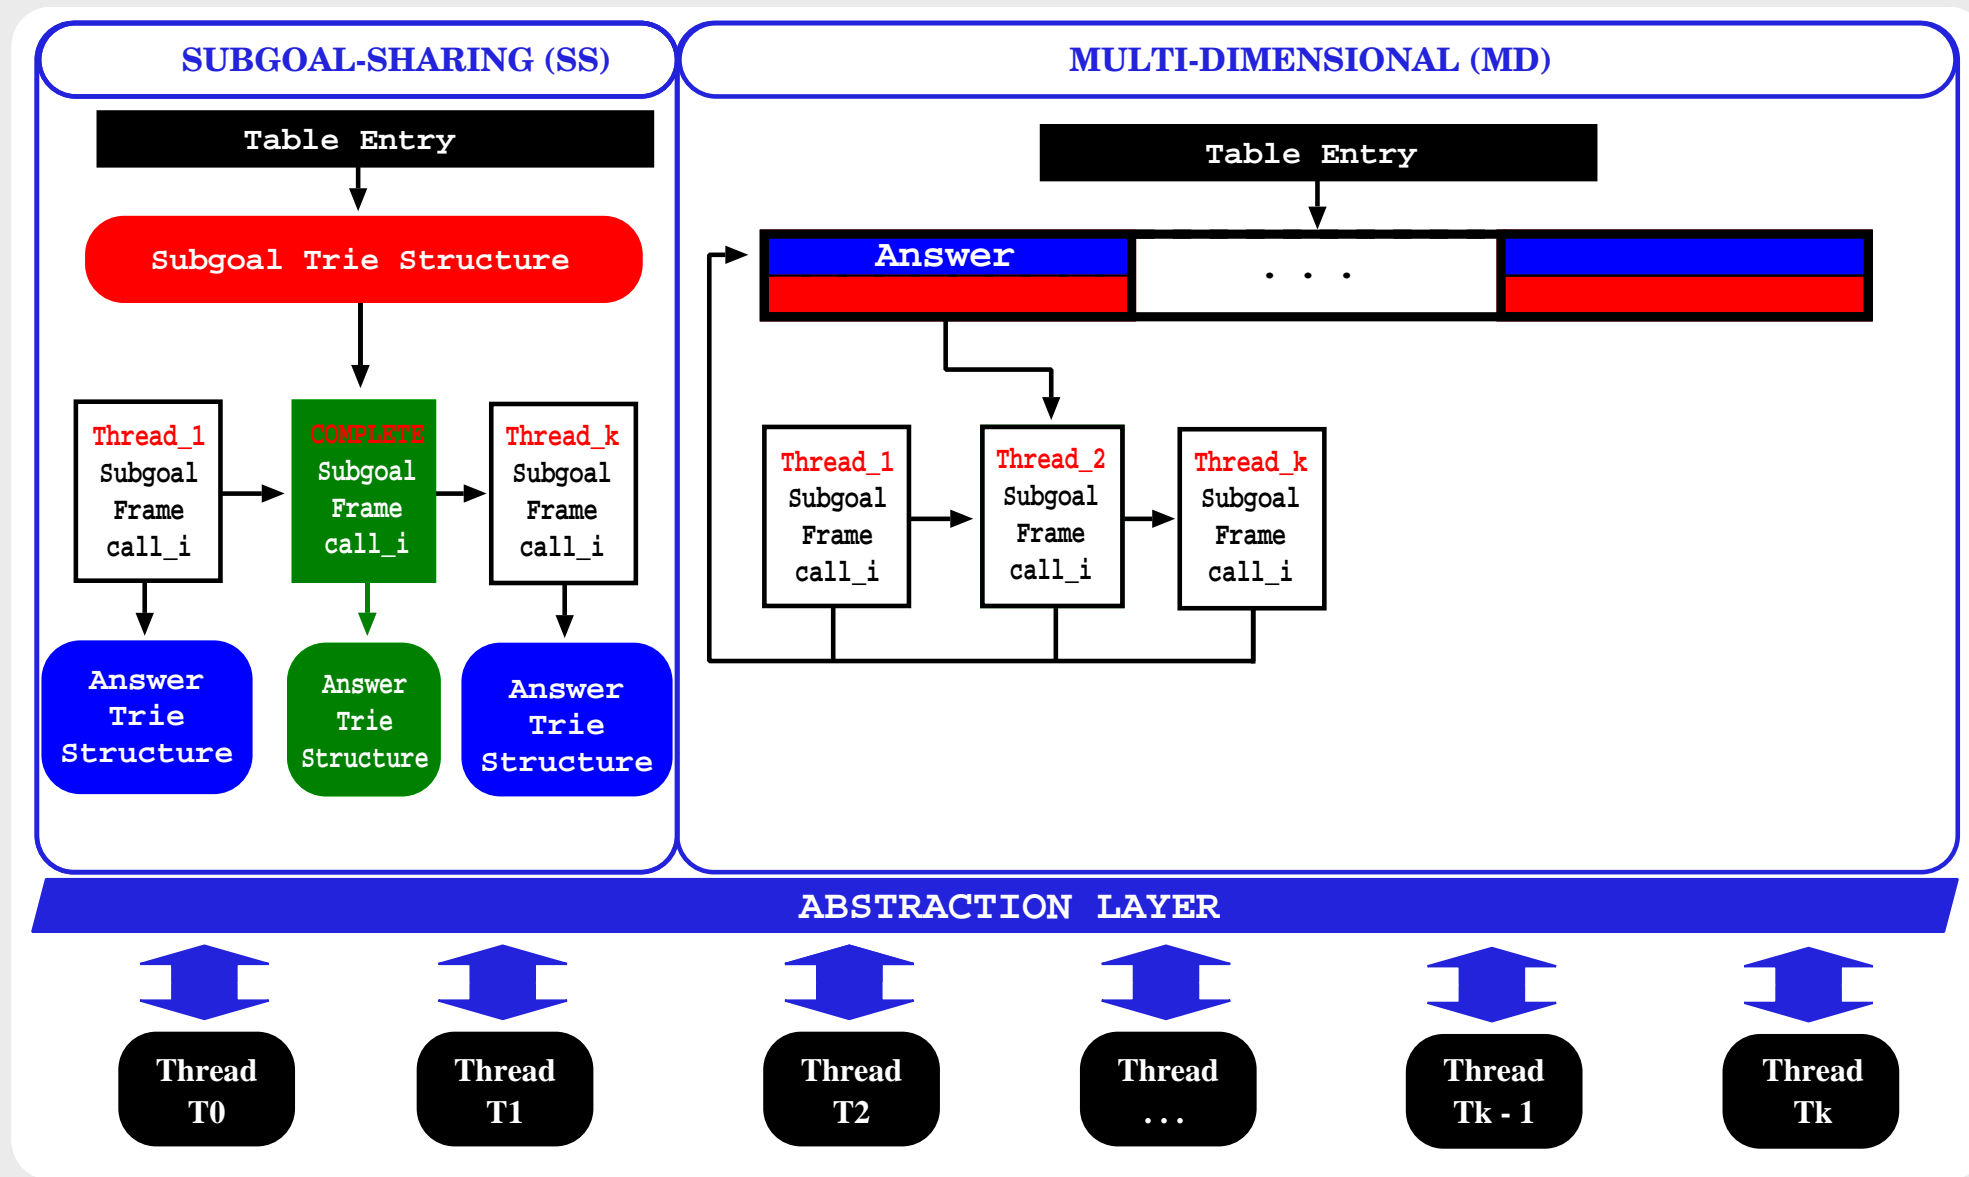 SUBGOAL-SHARING (SS)
MULTI-DIMENSIONAL (MD)
Table Entry
Subgoal Trie Structure
Thread_1
Subgoal
Frame
call_i
COMPLETE
Subgoal
Frame
call_i
Thread_k
Subgoal
Frame
call_i
Answer
Trie
Structure
Answer
Trie
Structure
Answer
Trie
Structure
Table Entry
Answer
. . .
Thread_1
Subgoal
Frame
call_i
Thread_2
Subgoal
Frame
call_i
Thread_k
Subgoal
Frame
call_i
ABSTRACTION LAYER
Thread
T0
Thread
T1
Thread
T2
Thread
. . .
Thread
Tk - 1
Thread
Tk